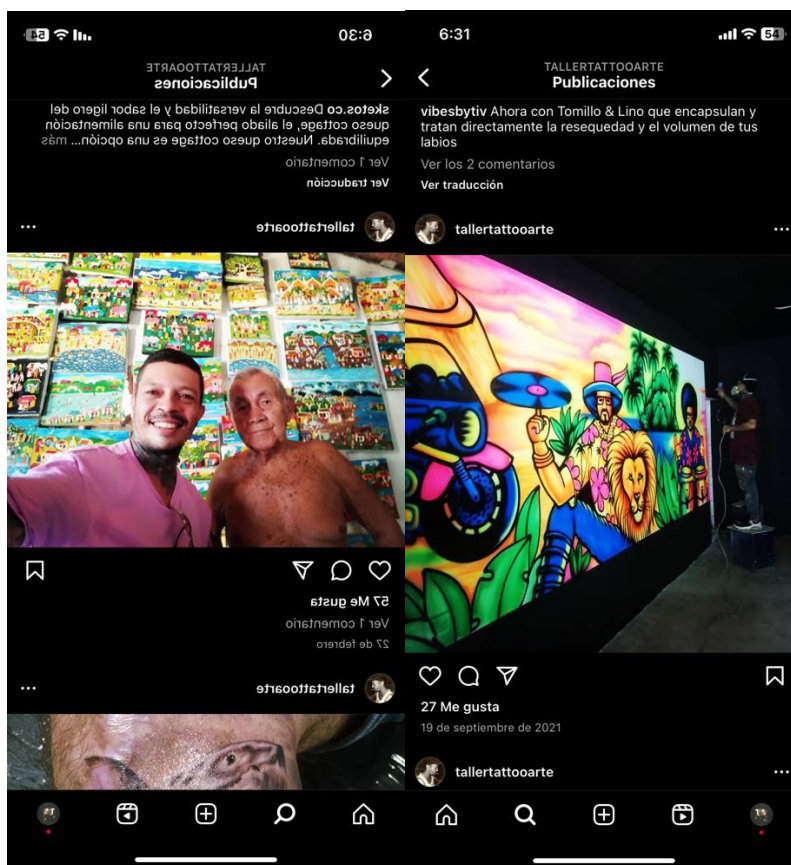 6:30
54
TALLERTATTOOARTE
Publicaciones
sketos.co Descubre la versatilidad y el sabor ligero del
queso cottage, el aliado perfecto para una alimentación
equilibrada. Nuestro queso cottage es una opción... más
Ver 1 comentario
Ver traducción
tallertattooarte
57 Me gusta
Ver 1 comentario
27 de febrero
tallertattooarte
6:31
54
TALLERTATTOOARTE
Publicaciones
vibesbytiv Ahora con Tomillo & Lino que encapsulan y
tratan directamente la resequedad y el volumen de tus
labios
Ver los 2 comentarios
Ver traducción
tallertattooarte
27 Me gusta
19 de septiembre de 2021
tallertattooarte